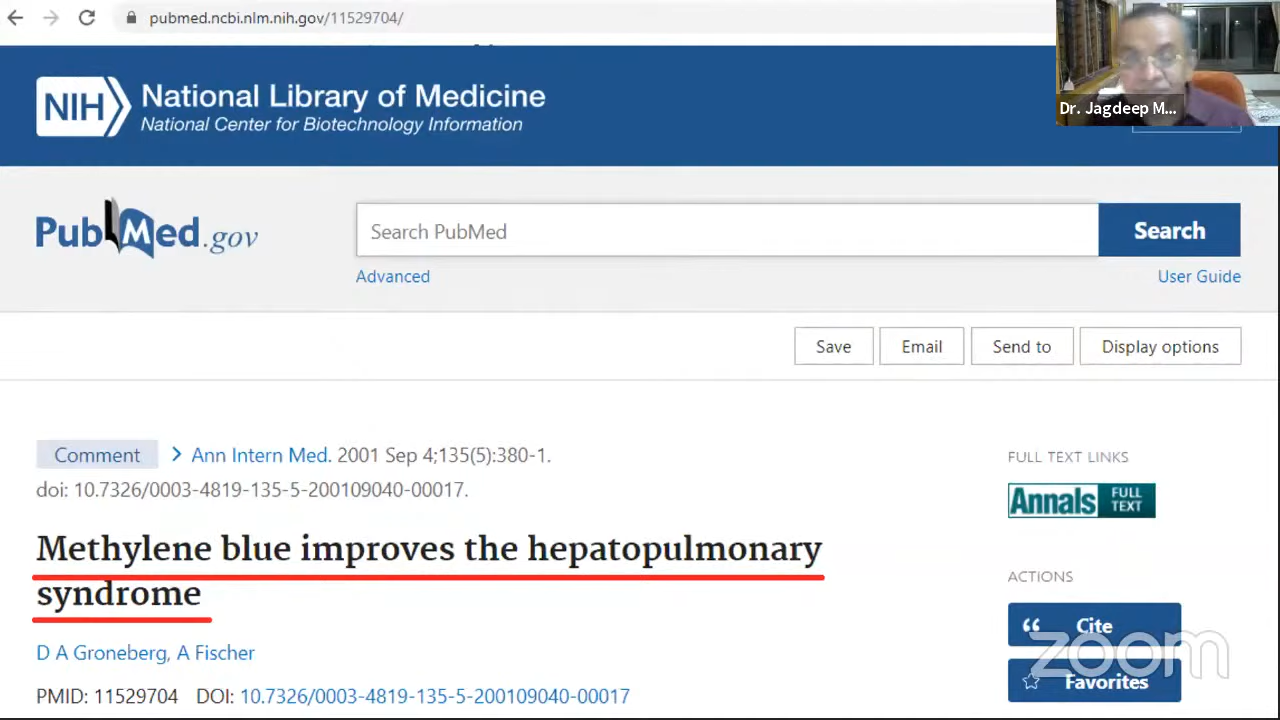 pubmed.ncbi.nlm.nih.gov/11529704/
Dr. Jagdeep M...
NIH National Library of Medicine
National Center for Biotechnology Information
PubMed.gov
Search PubMed
Search
Advanced
User Guide
Save
Email
Send to
Display options
Comment > Ann Intern Med. 2001 Sep 4;135(5):380-1.
doi: 10.7326/0003-4819-135-5-200109040-00017.
Methylene blue improves the hepatopulmonary
syndrome
D A Groneberg, A Fischer
PMID: 11529704 DOI: 10.7326/0003-4819-135-5-200109040-00017
FULL TEXT LINKS
Annals FULL
TEXT
ACTIONS
Cite
zoom
Favorites